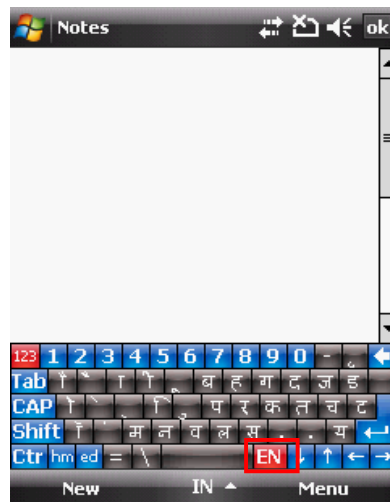 Notes ok
123 1 2 3 4 5 6 7 8 9 0 - ृ
Tab ौ ै ा ी ू ब ह ग द ज ड
CAP ो े ् ि ु प र क त च ट
Shift म न व ल स , . य
Ctr hm ed = \ EN ↓ ↑ ← →
New IN Menu